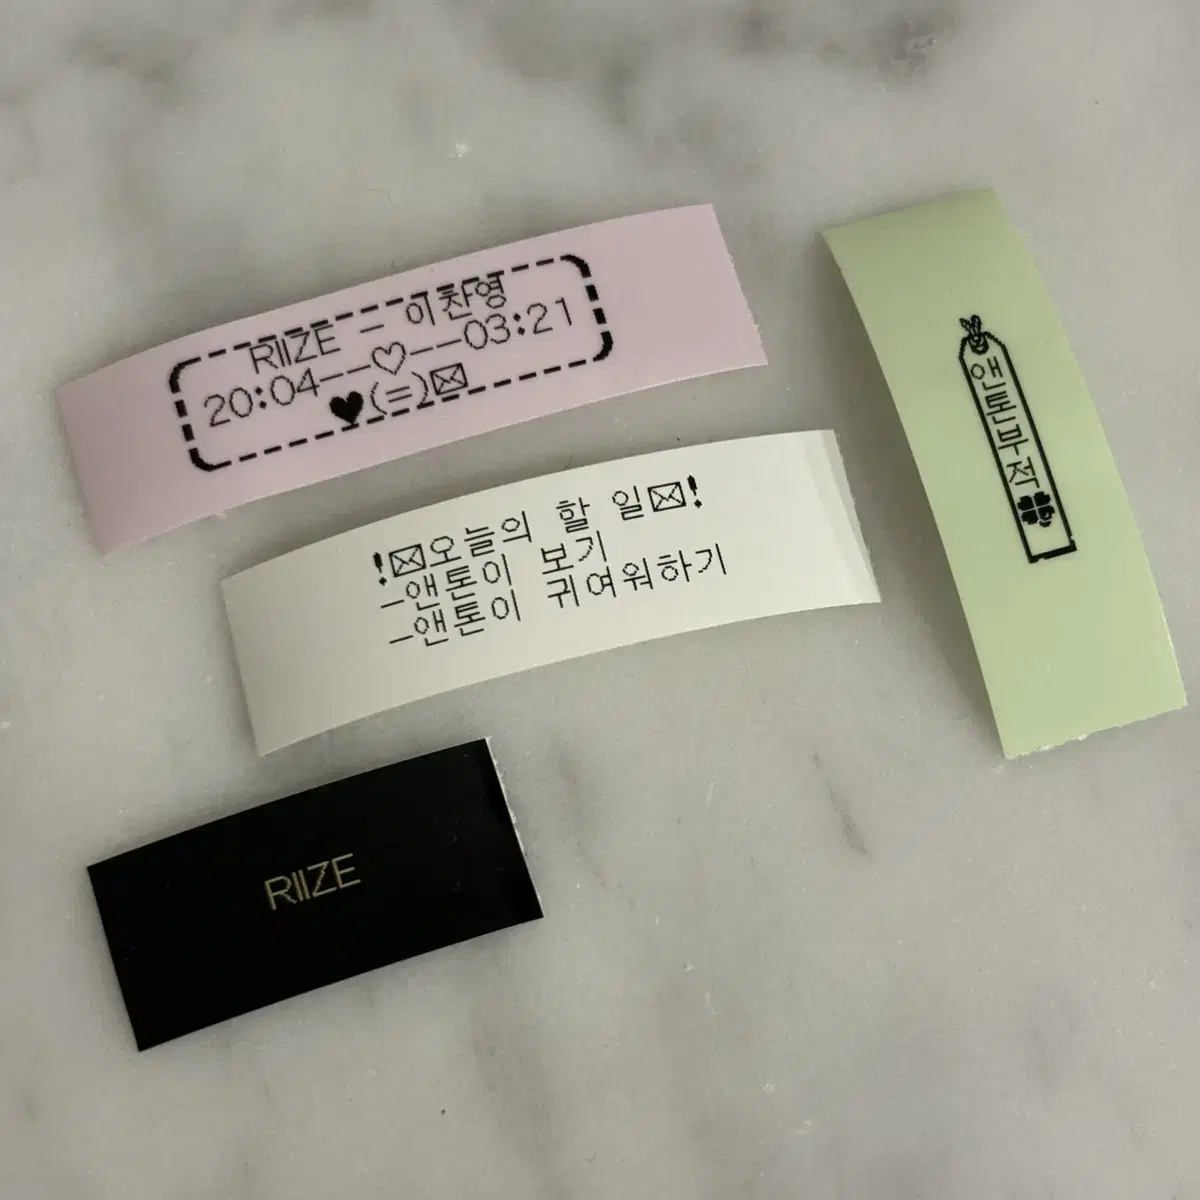 RIIZE - 이찬영
20:04--♡--03:21
♥(=)✉
!✉오늘의 할 일✉!
-앤톤이 보기
-앤톤이 귀여워하기
앤톤부적🍀
RIIZE